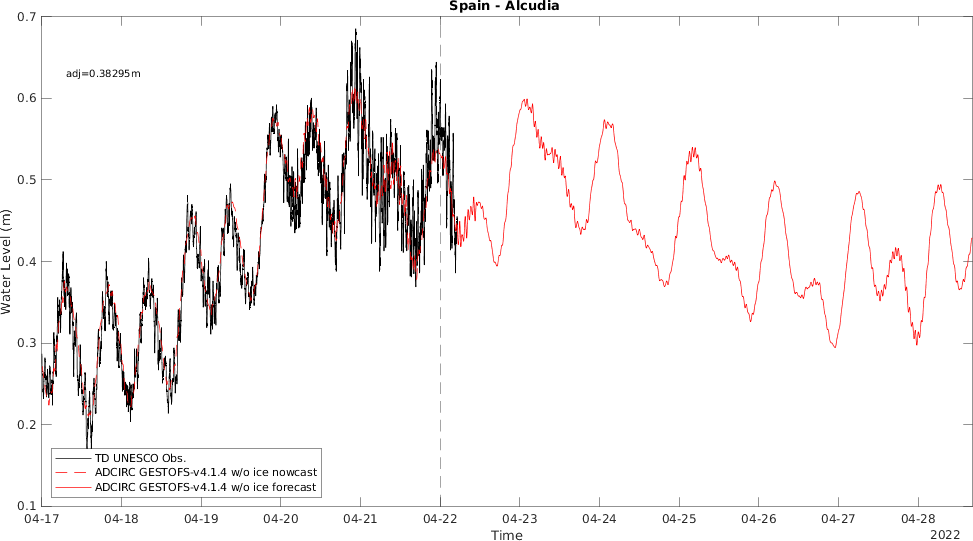 Spain - Alcudia
0.7
adj=0.38295m
0.6
0.5
0.4
0.3
0.2
0.1
Water Level (m)
TD UNESCO Obs.
ADCIRC GESTOFS-v4.1.4 w/o ice nowcast
ADCIRC GESTOFS-v4.1.4 w/o ice forecast
04-17 04-18 04-19 04-20 04-21 04-22 04-23 04-24 04-25 04-26 04-27 04-28
Time
2022